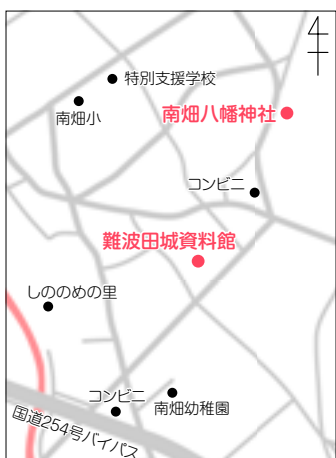 特別支援学校
南畑小
南畑八幡神社
コンビニ
難波田城資料館
しののめの里
コンビニ
南畑幼稚園
国道254号バイパス